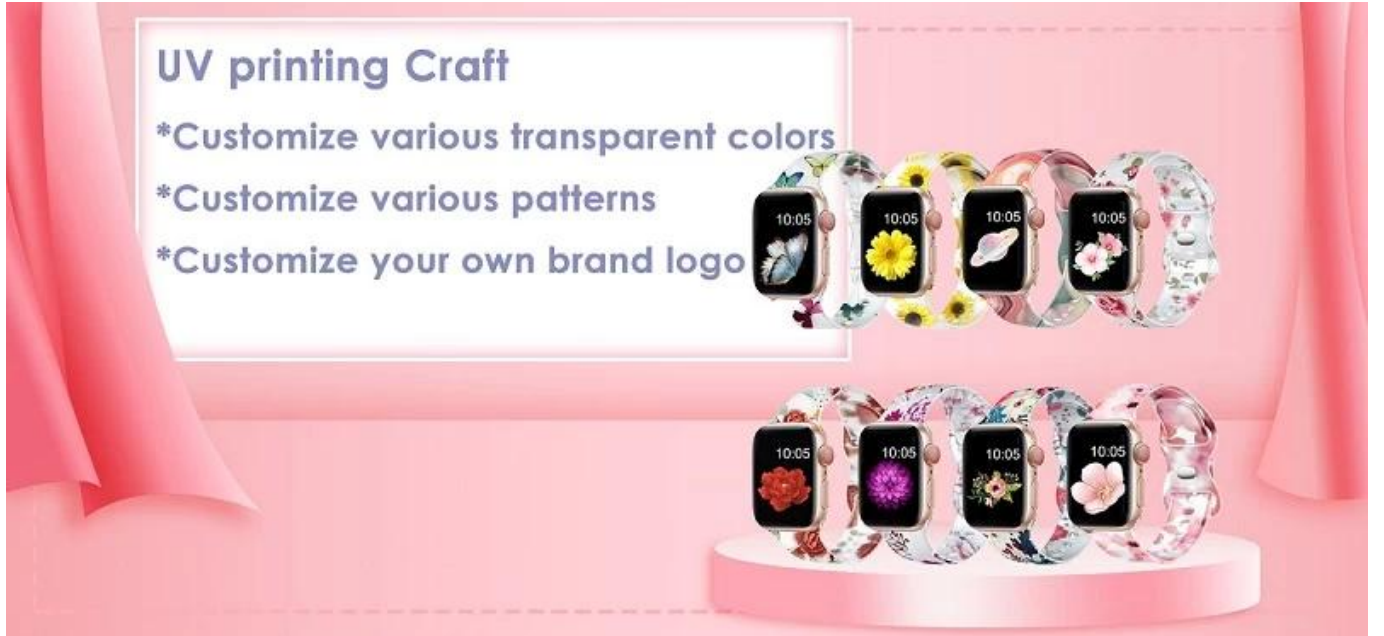 UV printing Craft
*Customize various transparent colors
*Customize various patterns
*Customize your own brand logo
10:05
10:05
10:05
10:05
10:05
10:05
10:05
10:05